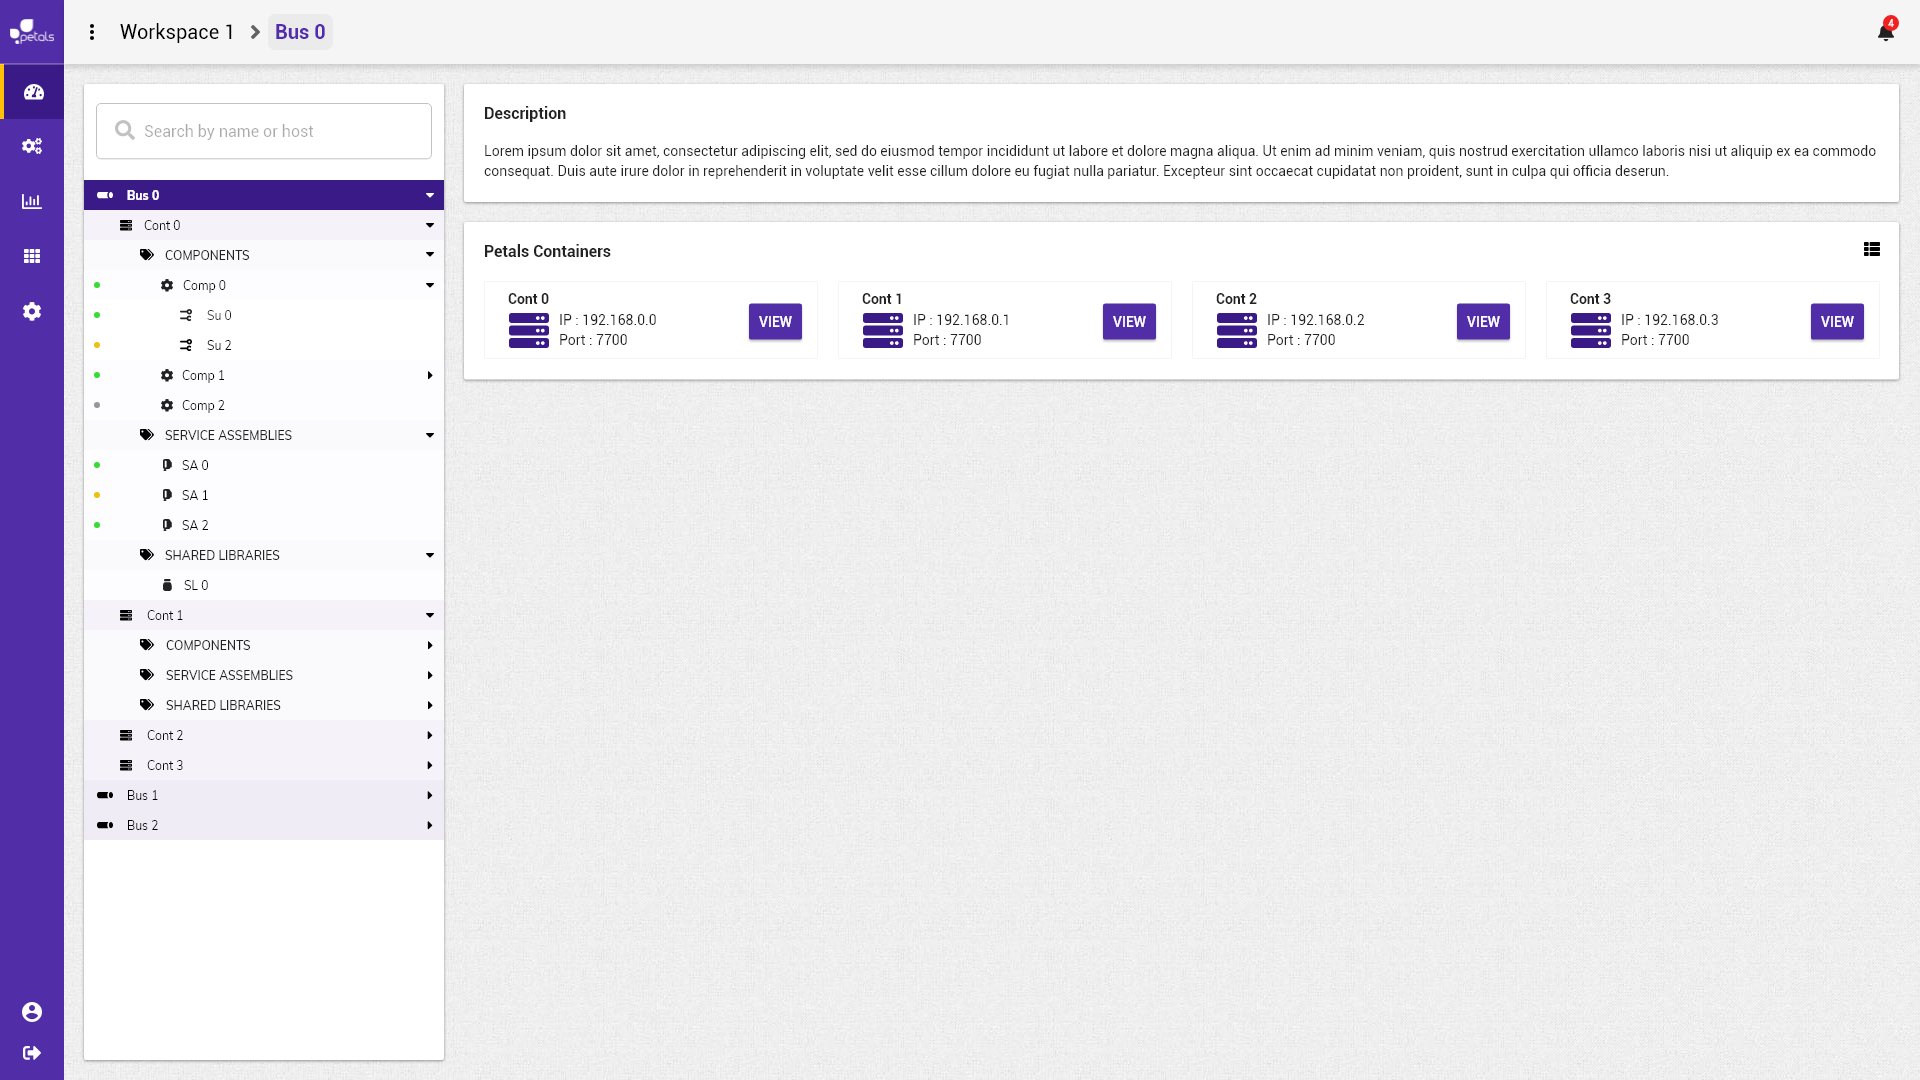 petals
Workspace 1
Bus 0
4
Search by name or host
Bus 0
Cont 0
COMPONENTS
Comp 0
Su 0
Su 2
Comp 1
Comp 2
SERVICE ASSEMBLIES
SA 0
SA 1
SA 2
SHARED LIBRARIES
SL 0
Cont 1
COMPONENTS
SERVICE ASSEMBLIES
SHARED LIBRARIES
Cont 2
Cont 3
Bus 1
Bus 2
Description
Lorem ipsum dolor sit amet, consectetur adipiscing elit, sed do eiusmod tempor incididunt ut labore et dolore magna aliqua. Ut enim ad minim veniam, quis nostrud exercitation ullamco laboris nisi ut aliquip ex ea commodo
consequat. Duis aute irure dolor in reprehenderit in voluptate velit esse cillum dolore eu fugiat nulla pariatur. Excepteur sint occaecat cupidatat non proident, sunt in culpa qui officia deserun.
Petals Containers
Cont 0
IP : 192.168.0.0
Port : 7700
VIEW
Cont 1
IP : 192.168.0.1
Port : 7700
VIEW
Cont 2
IP : 192.168.0.2
Port : 7700
VIEW
Cont 3
IP : 192.168.0.3
Port : 7700
VIEW